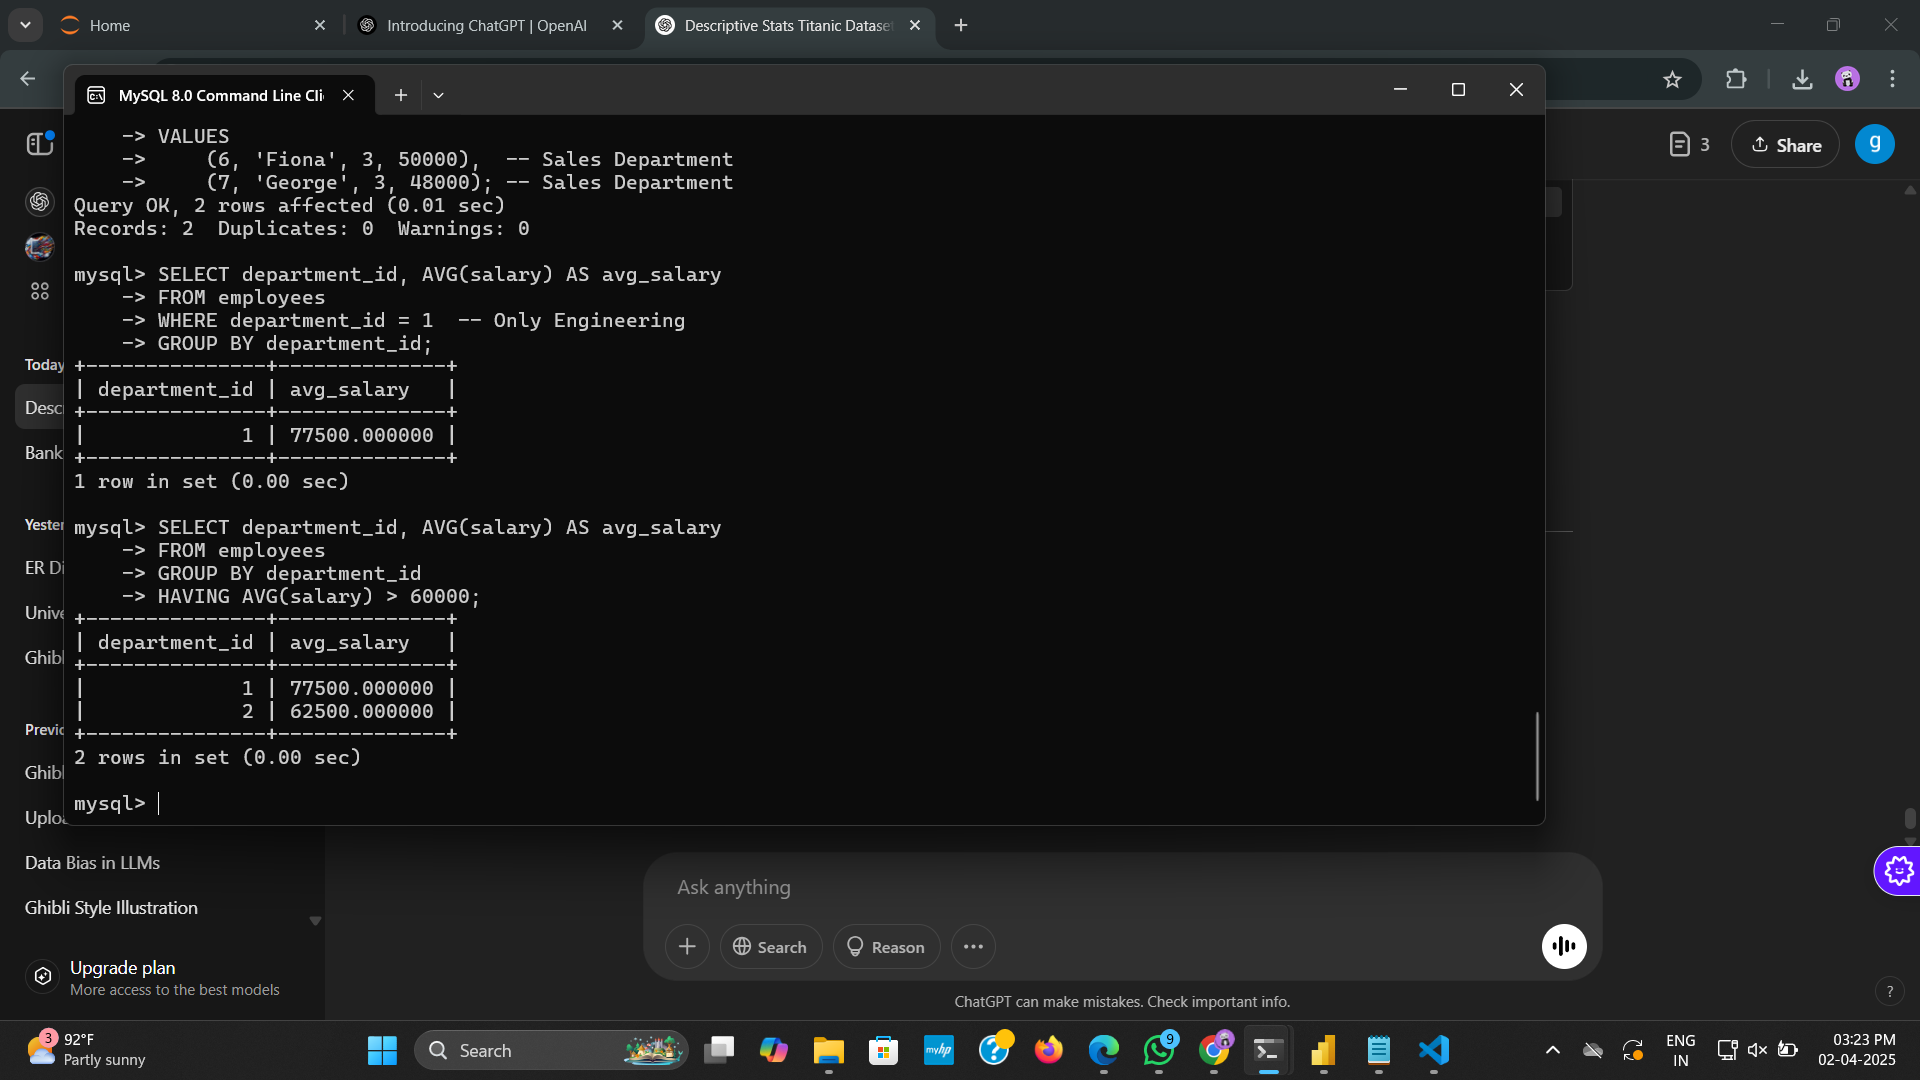 Home
Introducing ChatGPT | OpenAI
Descriptive Stats Titanic Datase
MySQL 8.0 Command Line Cli
    -> VALUES
    ->     (6, 'Fiona', 3, 50000),  -- Sales Department
    ->     (7, 'George', 3, 48000); -- Sales Department
Query OK, 2 rows affected (0.01 sec)
Records: 2  Duplicates: 0  Warnings: 0
mysql> SELECT department_id, AVG(salary) AS avg_salary
    -> FROM employees
    -> WHERE department_id = 1  -- Only Engineering
    -> GROUP BY department_id;
+---------------+--------------+
| department_id | avg_salary   |
+---------------+--------------+
|             1 | 77500.000000 |
+---------------+--------------+
1 row in set (0.00 sec)
mysql> SELECT department_id, AVG(salary) AS avg_salary
    -> FROM employees
    -> GROUP BY department_id
    -> HAVING AVG(salary) > 60000;
+---------------+--------------+
| department_id | avg_salary   |
+---------------+--------------+
|             1 | 77500.000000 |
|             2 | 62500.000000 |
+---------------+--------------+
2 rows in set (0.00 sec)
mysql>
3
Share
g
Today
Desc
Bank
Yester
ER Di
Unive
Ghibl
Previo
Ghibl
Uploa
Data Bias in LLMs
Ghibli Style Illustration
Upgrade plan
More access to the best models
Ask anything
Search
Reason
ChatGPT can make mistakes. Check important info.
?
3
92°F
Partly sunny
Search
myhp
?
9
ENG
IN
03:23 PM
02-04-2025